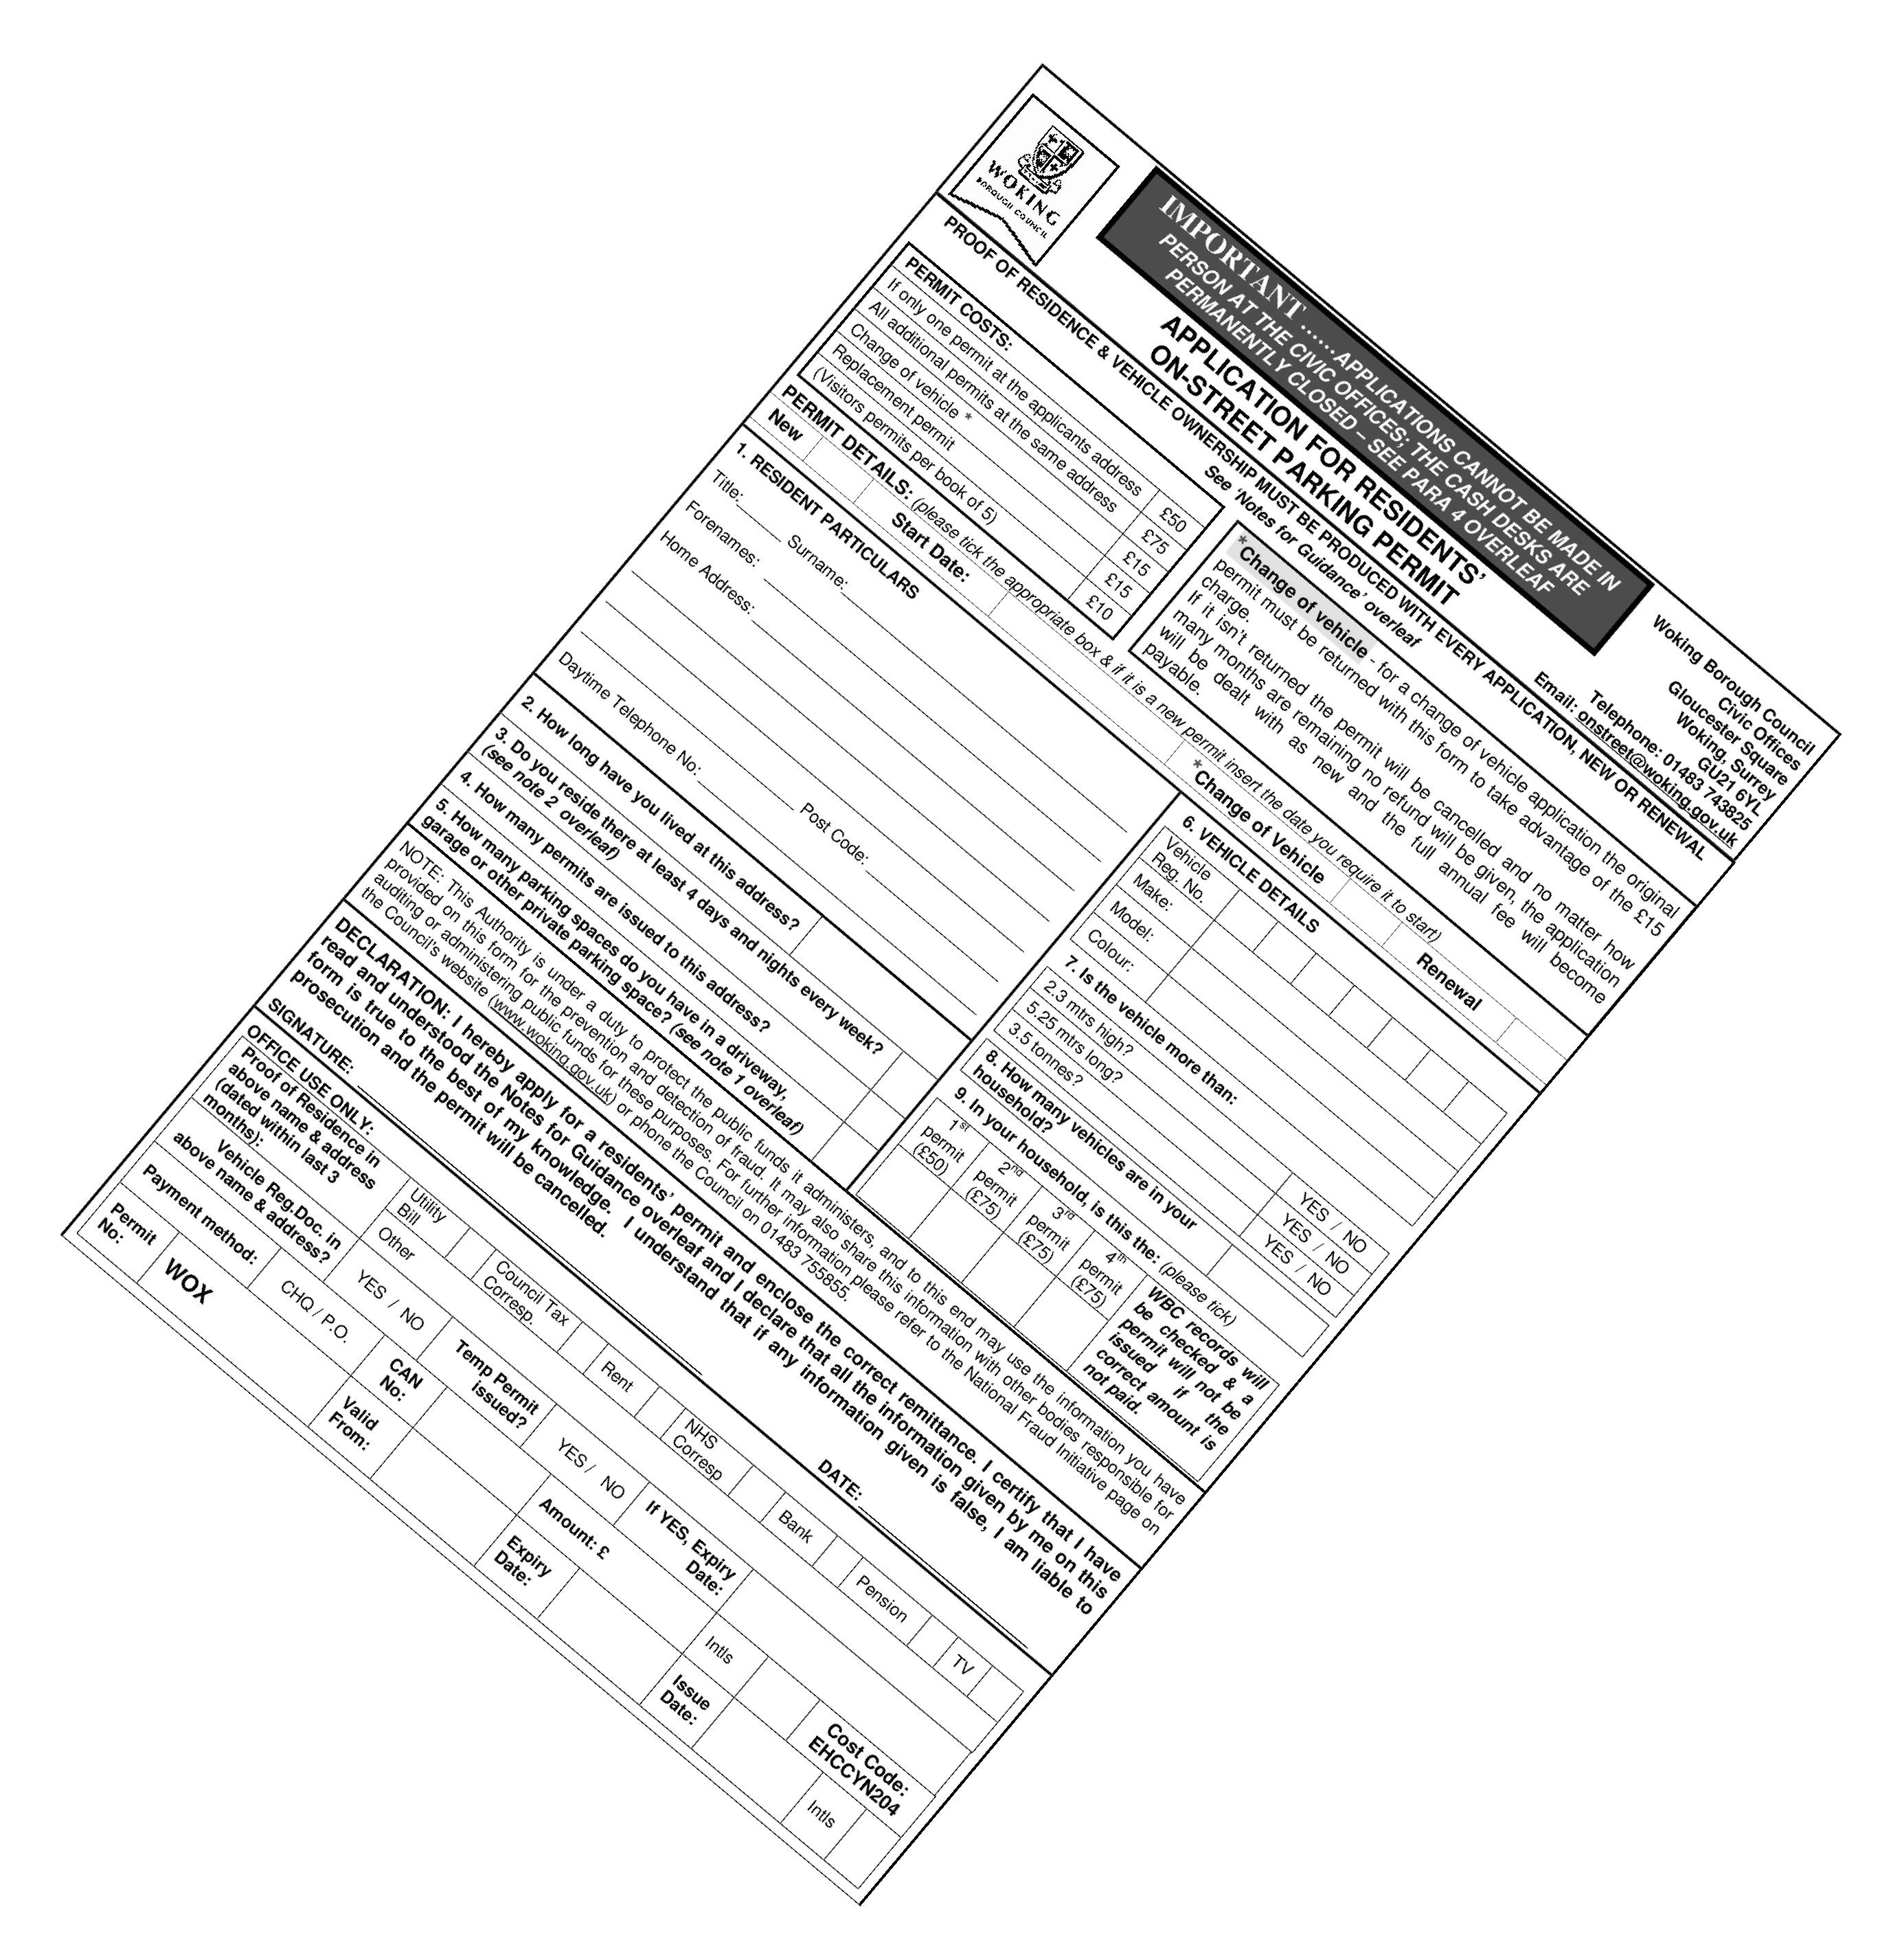 WOKING
BOROUGH COUNCIL
IMPORTANT ...... APPLICATIONS CANNOT BE MADE IN
PERSON AT THE CIVIC OFFICES; THE CASH DESKS ARE
PERMANENTLY CLOSED – SEE PARA 4 OVERLEAF
APPLICATION FOR RESIDENTS'
ON-STREET PARKING PERMIT
Woking Borough Council
Civic Offices
Gloucester Square
Woking, Surrey
GU21 6YL
Telephone: 01483 743825
Email: onstreet@woking.gov.uk
PROOF OF RESIDENCE & VEHICLE OWNERSHIP MUST BE PRODUCED WITH EVERY APPLICATION, NEW OR RENEWAL
See 'Notes for Guidance' overleaf
PERMIT COSTS:
If only one permit at the applicants address £50
All additional permits at the same address £75
Change of vehicle * £15
Replacement permit £15
(Visitors permits per book of 5) £10
*Change of vehicle - for a change of vehicle application the original
permit must be returned with this form to take advantage of the £15
charge.
If it isn't returned the permit will be cancelled and no matter how
many months are remaining no refund will be given, the application
will be dealt with as new and the full annual fee will become
payable.
PERMIT DETAILS: (please tick the appropriate box & if it is a new permit insert the date you require it to start)
New Start Date: *Change of Vehicle Renewal
1. RESIDENT PARTICULARS
Title: Surname:
Forenames:
Home Address:
Post Code:
Daytime Telephone No:
2. How long have you lived at this address?
3. Do you reside there at least 4 days and nights every week?
(see note 2 overleaf)
4. How many permits are issued to this address?
5. How many parking spaces do you have in a driveway,
garage or other private parking space? (see note 1 overleaf)
6. VEHICLE DETAILS
Vehicle
Reg. No.
Make:
Model:
Colour:
7. Is the vehicle more than:
2.3 mtrs high? YES / NO
5.25 mtrs long? YES / NO
3.5 tonnes? YES / NO
8. How many vehicles are in your
household?
9. In your household, is this the: (please tick)
1st
permit
(£50)
2nd
permit
(£75)
3rd
permit
(£75)
4th
permit
(£75)
WBC records will
be checked & a
permit will not be
issued if the
correct amount is
not paid.
NOTE: This Authority is under a duty to protect the public funds it administers, and to this end may use the information you have
provided on this form for the prevention and detection of fraud. It may also share this information with other bodies responsible for
auditing or administering public funds for these purposes. For further information please refer to the National Fraud Initiative page on
the Council's website (www.woking.gov.uk) or phone the Council on 01483 755855.
DECLARATION: I hereby apply for a residents' permit and enclose the correct remittance. I certify that I have
read and understood the Notes for Guidance overleaf and I declare that all the information given by me on this
form is true to the best of my knowledge. I understand that if any information given is false, I am liable to
prosecution and the permit will be cancelled.
SIGNATURE: DATE:
OFFICE USE ONLY:
Proof of Residence in
above name & address
(dated within last 3
months):
Utility
Bill
Council Tax
Corresp.
Rent
NHS
Corresp
Bank
Pension
TV
Other
Vehicle Reg.Doc. in
above name & address?
YES / NO
Temp Permit
issued?
YES / NO
If YES, Expiry
Date:
Payment method:
CHQ / P.O.
CAN
No:
Amount: £
Intls
Cost Code:
EHCCYN204
Permit
No:
WOX
Valid
From:
Expiry
Date:
Issue
Date:
Intls